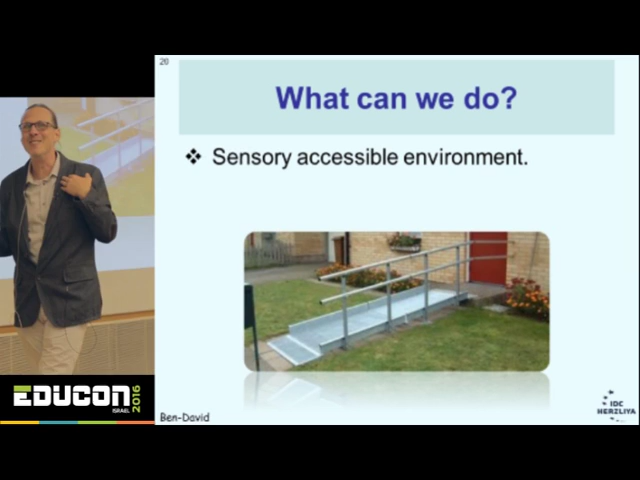 20
What can we do?
❖ Sensory accessible environment.
EDUCON
ISRAEL
2016
Ben-David
IDC
HERZLIYA